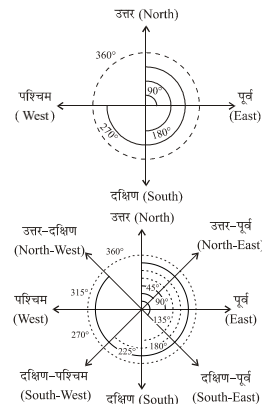 उत्तर (North)
360°
90°
पश्चिम
( West)
पूर्व
(East)
270°
180°
दक्षिण (South)
उत्तर (North)
उत्तर-दक्षिण
(North-West)
360°
उत्तर-पूर्व
(North-East)
315°
45°
90°
पश्चिम
(West)
पूर्व
(East)
135°
270°
225°
180°
दक्षिण-पश्चिम
(South-West)
दक्षिण (South)
दक्षिण-पूर्व
(South-East)